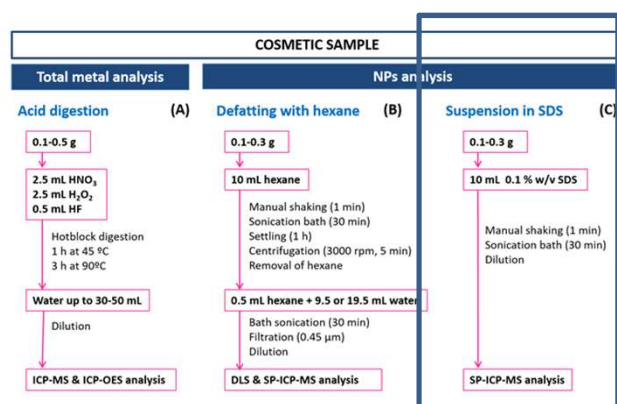 COSMETIC SAMPLE
Total metal analysis
NPs analysis
Acid digestion (A)
0.1-0.5 g
2.5 mL HNO₃
2.5 mL H₂O₂
0.5 mL HF
Hotblock digestion
1 h at 45 ºC
3 h at 90ºC
Water up to 30-50 mL
Dilution
ICP-MS & ICP-OES analysis
Defatting with hexane (B)
0.1-0.3 g
10 mL hexane
Manual shaking (1 min)
Sonication bath (30 min)
Settling (1 h)
Centrifugation (3000 rpm, 5 min)
Removal of hexane
0.5 mL hexane + 9.5 or 19.5 mL water
Bath sonication (30 min)
Filtration (0.45 µm)
Dilution
DLS & SP-ICP-MS analysis
Suspension in SDS (C)
0.1-0.3 g
10 mL 0.1 % w/v SDS
Manual shaking (1 min)
Sonication bath (30 min)
Dilution
SP-ICP-MS analysis